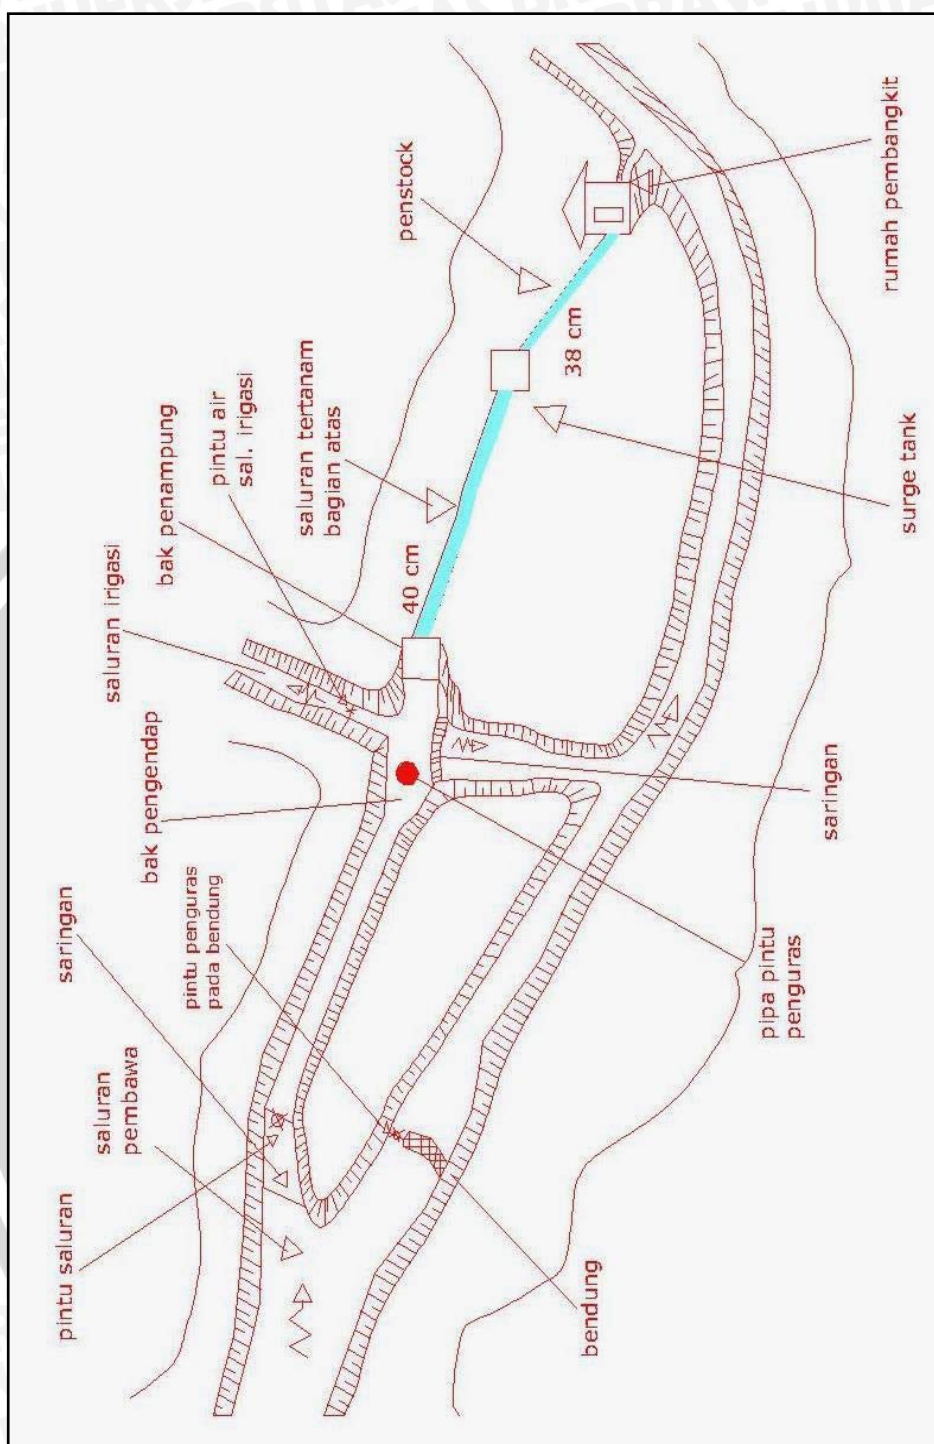 pintu saluran
saringan
saluran
pembawa
saluran irigasi
pintu penguras
pada bendung
bak pengendap
bak penampung
pintu air
sal. irigasi
saluran tertanam
bagian atas
penstock
40 cm
38 cm
bendung
pipa pintu
penguras
saringan
surge tank
rumah pembangkit